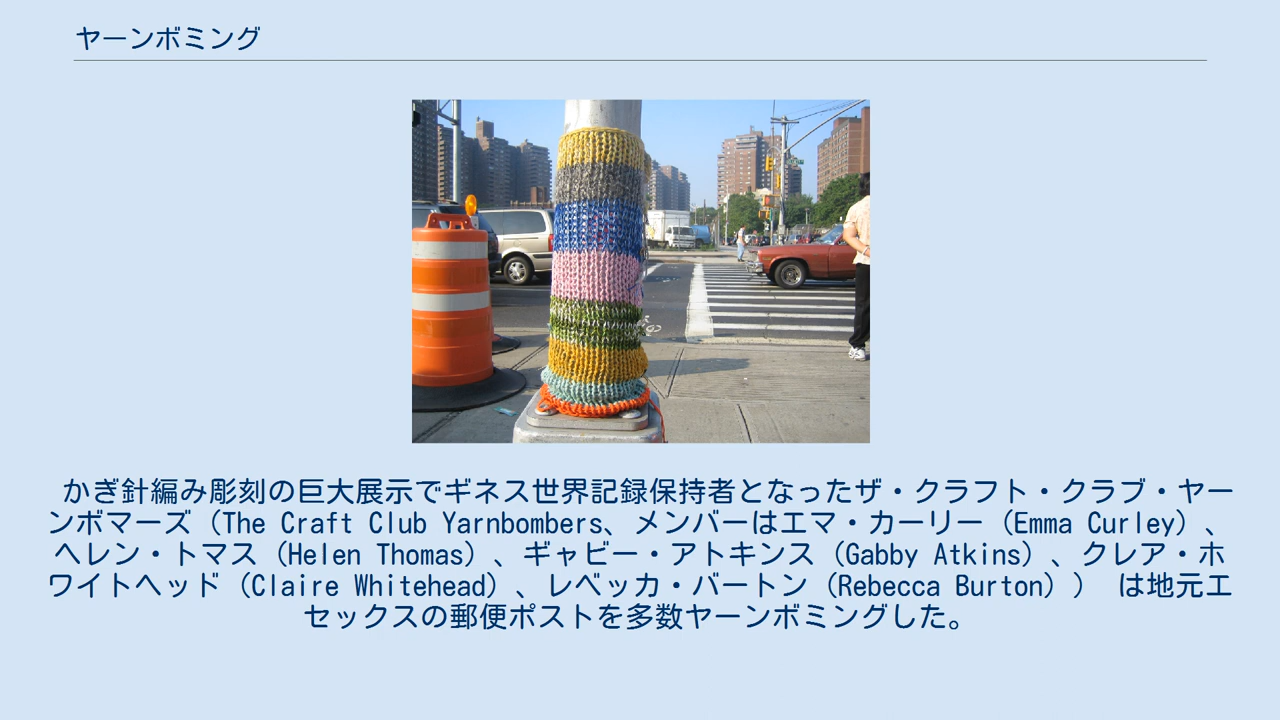 ヤーンボミング
かぎ針編み彫刻の巨大展示でギネス世界記録保持者となったザ・クラフト・クラブ・ヤー
ンボマーズ（The Craft Club Yarnbombers、メンバーはエマ・カーリー（Emma Curley）、
ヘレン・トマス（Helen Thomas）、ギャビー・アトキンス（Gabby Atkins）、クレア・ホ
ワイトヘッド（Claire Whitehead）、レベッカ・バートン（Rebecca Burton）） は地元エ
セックスの郵便ポストを多数ヤーンボミングした。